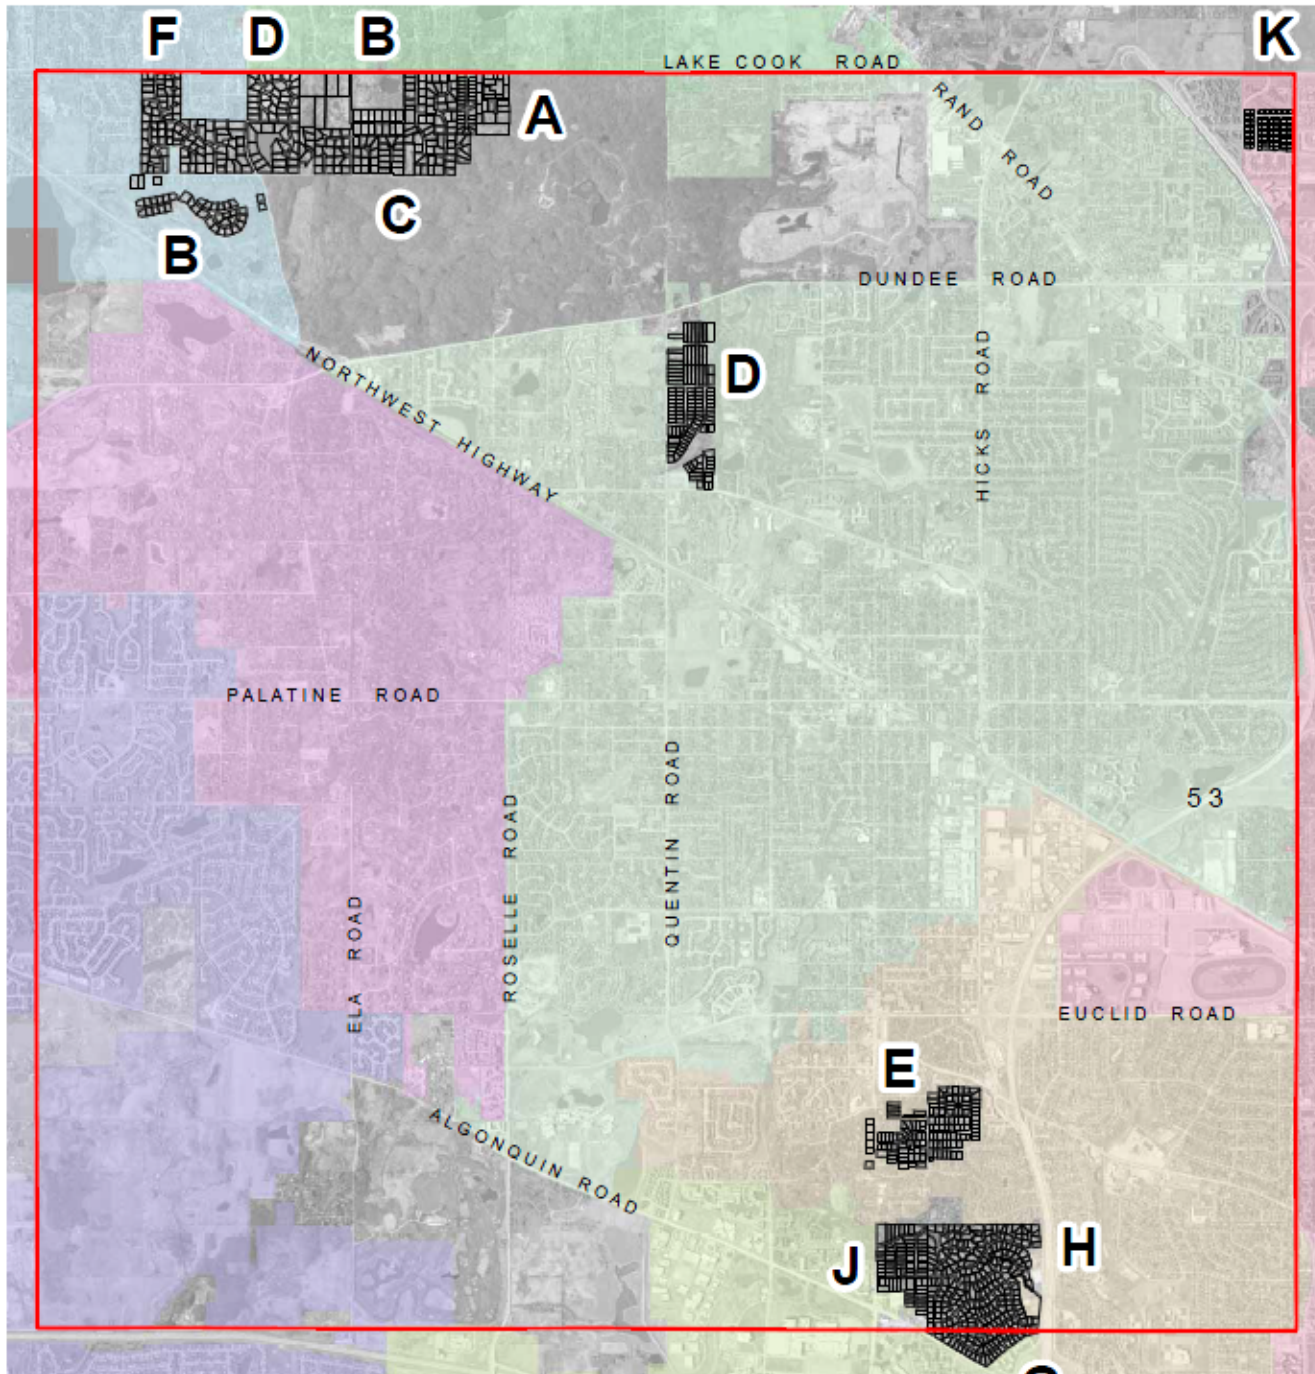 F D B K
LAKE COOK ROAD
A
RAND ROAD
C
B
DUNDEE ROAD
NORTHWEST HIGHWAY
D
HICKS ROAD
PALATINE ROAD
QUENTIN ROAD
53
ROSELLE ROAD
ELA ROAD
EUCLID ROAD
E
ALGONQUIN ROAD
H
J